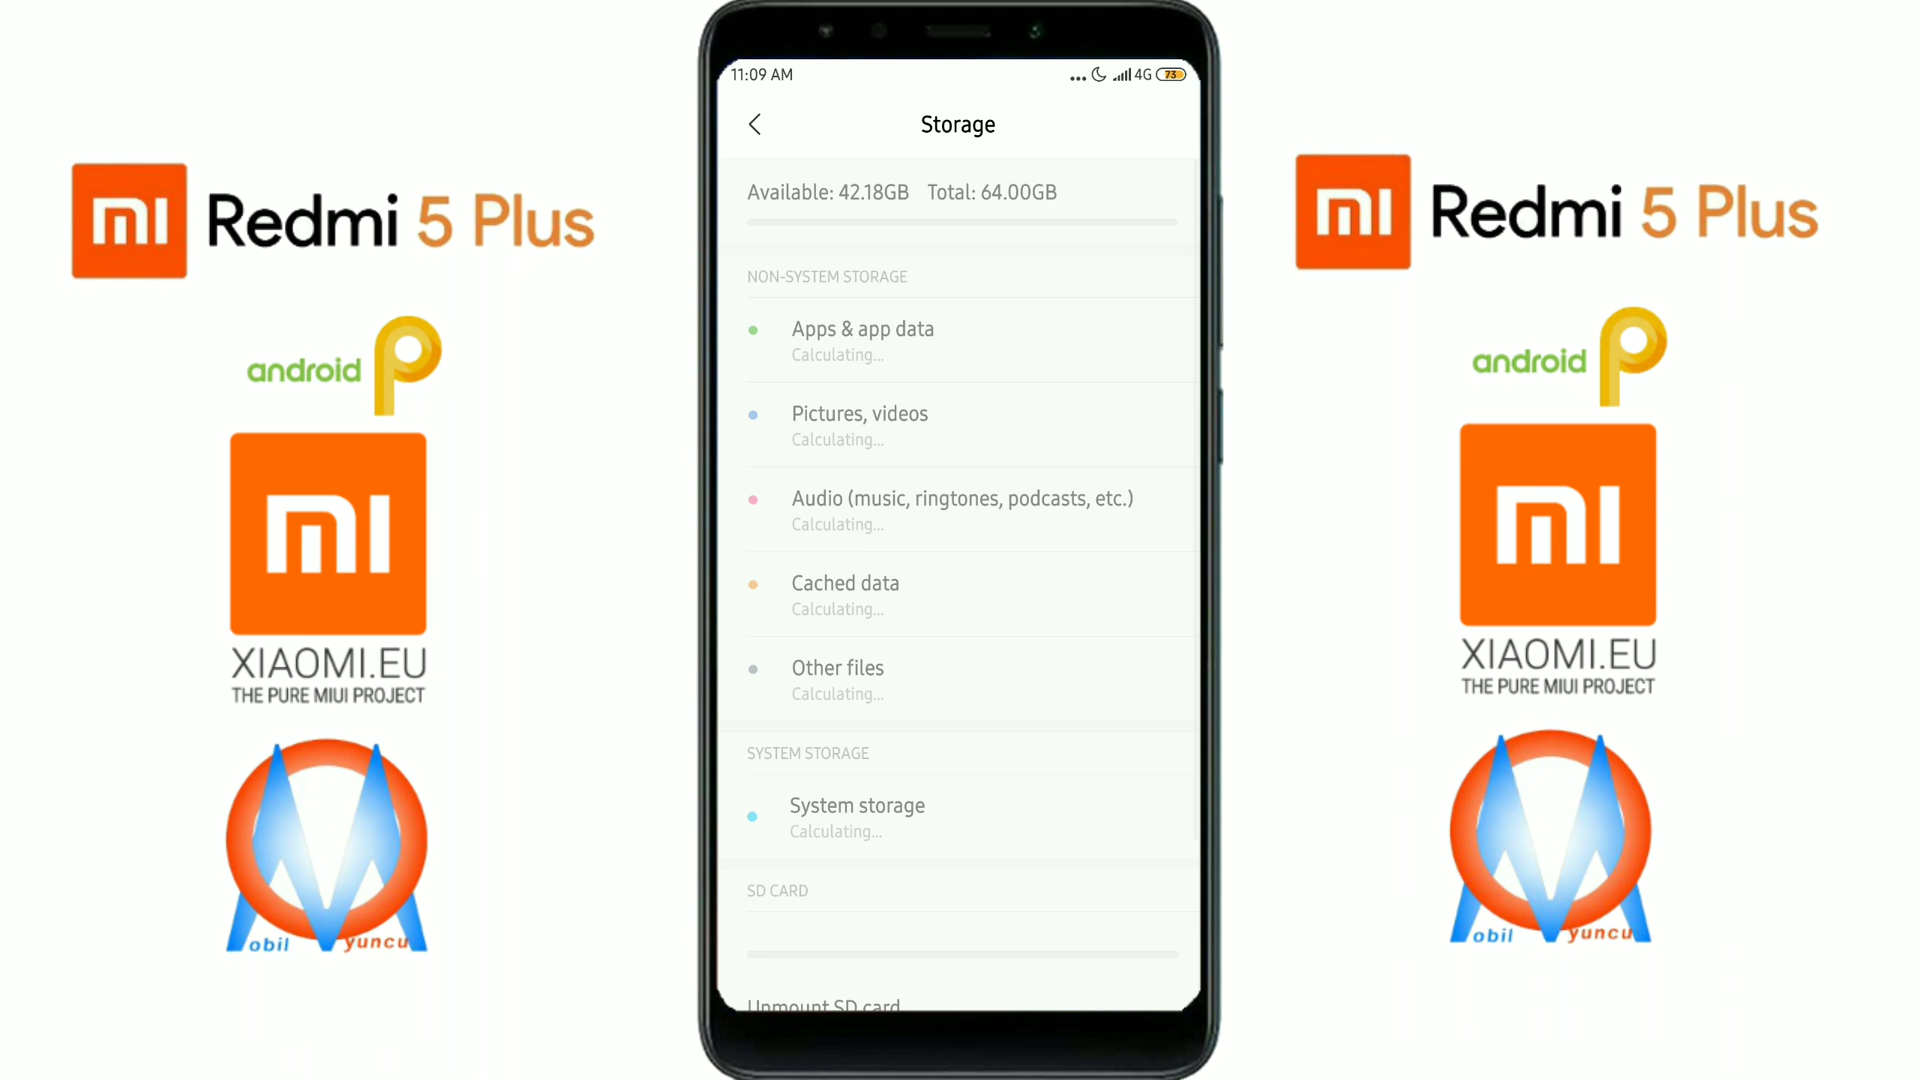 Redmi 5 Plus
android
XIAOMI.EU
THE PURE MIUI PROJECT
obil yuncu
11:09 AM
4G 73
Storage
Available: 42.18GB Total: 64.00GB
NON-SYSTEM STORAGE
Apps & app data
Calculating...
Pictures, videos
Calculating...
Audio (music, ringtones, podcasts, etc.)
Calculating...
Cached data
Calculating...
Other files
Calculating...
SYSTEM STORAGE
System storage
Calculating...
SD CARD
Unmount SD card
Redmi 5 Plus
android
XIAOMI.EU
THE PURE MIUI PROJECT
obil yuncu